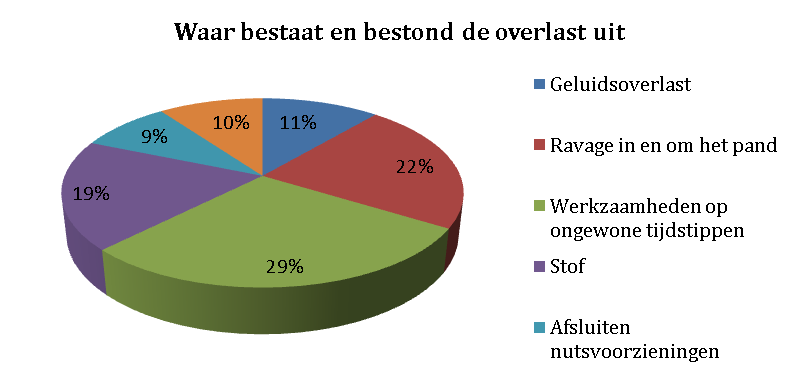 Waar bestaat en bestond de overlast uit
10%
11%
9%
22%
19%
29%
Geluidsoverlast
Ravage in en om het pand
Werkzaamheden op
ongewone tijdstippen
Stof
Afsluiten
nutsvoorzieningen